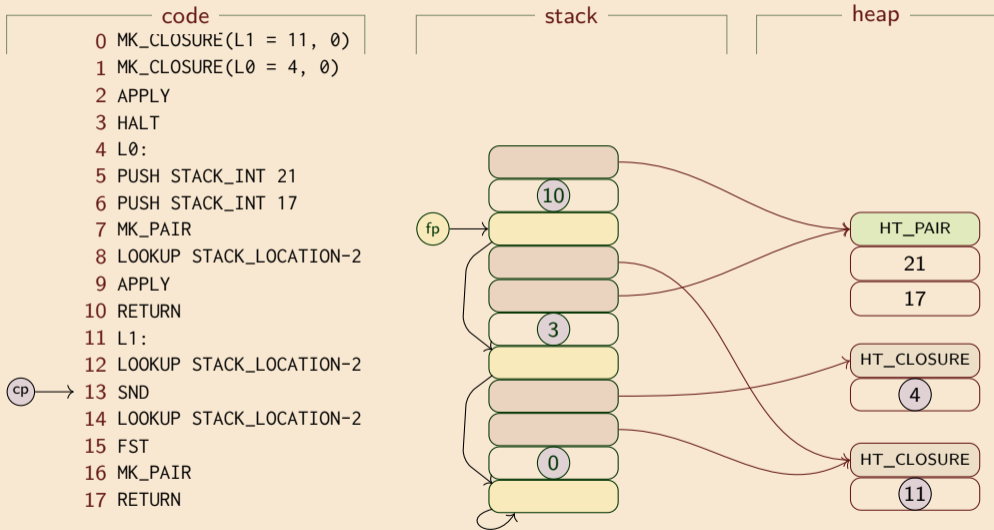 code
stack
heap
0 MK_CLOSURE(L1 = 11, 0)
1 MK_CLOSURE(L0 = 4, 0)
2 APPLY
3 HALT
4 L0:
5 PUSH STACK_INT 21
6 PUSH STACK_INT 17
7 MK_PAIR
8 LOOKUP STACK_LOCATION-2
9 APPLY
10 RETURN
11 L1:
12 LOOKUP STACK_LOCATION-2
cp
13 SND
14 LOOKUP STACK_LOCATION-2
15 FST
16 MK_PAIR
17 RETURN
10
fp
3
0
HT_PAIR
21
17
HT_CLOSURE
4
HT_CLOSURE
11